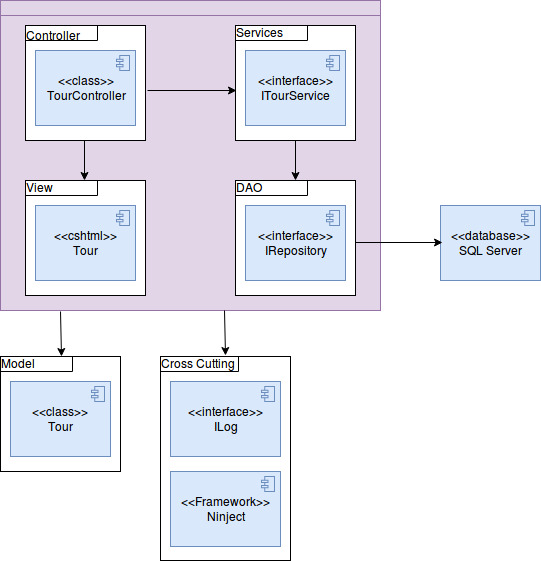 Controller
<<class>>
TourController
Services
<<interface>>
ITourService
View
<<cshtml>>
Tour
DAO
<<interface>>
IRepository
<<database>>
SQL Server
Model
<<class>>
Tour
Cross Cutting
<<interface>>
ILog
<<Framework>>
Ninject